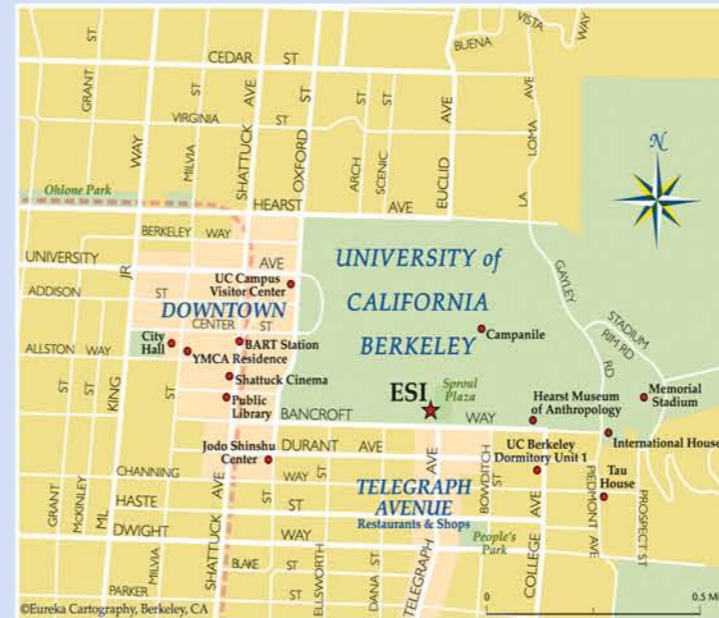 BUENA
VISTA
WAY
CEDAR ST
GRANT
ST
WAY
MILVIA
ST
SHATTUCK
AVE
OXFORD
ST
ARCH
ST
SCENIC
ST
EUCLID
AVE
LA
LOMA
AVE
VIRGINIA ST
N
Ohlone Park
HEARST AVE
BERKELEY WAY
UNIVERSITY AVE
UC Campus
Visitor Center
ADDISON ST
DOWNTOWN
UNIVERSITY of
CALIFORNIA
BERKELEY
GAYLEY
RD
STADIUM
RIM RD
CENTER ST
City
Hall
BART Station
Campanile
ALLSTON WAY
YMCA Residence
Shattuck Cinema
Public
Library
ESI
Sproul
Plaza
Hearst Museum
of Anthropology
Memorial
Stadium
BANCROFT WAY
International House
Jodo Shinshu
Center
DURANT AVE
UC Berkeley
Dormitory Unit 1
Tau
House
CHANNING WAY
TELEGRAPH
AVENUE
Restaurants & Shops
HASTE ST
DWIGHT WAY
People's
Park
GRANT
ST
MCKINLEY
ST
ML
KING
JR
MILVIA
ST
SHATTUCK
AVE
BLAKE ST
ST
ELLSWORTH
ST
DANA
ST
TELEGRAPH
AVE
BOWDITCH
ST
COLLEGE
AVE
PIEDMONT
AVE
PROSPECT ST
PARKER ST
©Eureka Cartography, Berkeley, CA
0
0.5